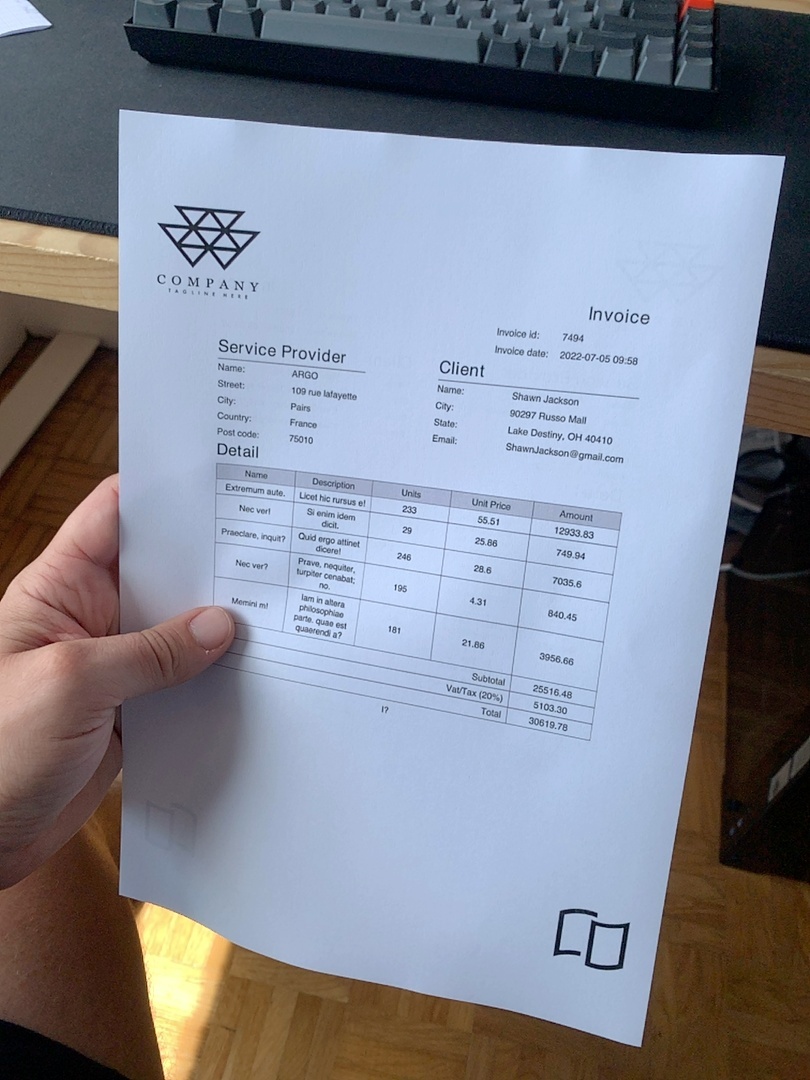 COMPANY
TAGLINE HERE
Invoice
Invoice id: 7494
Invoice date: 2022-07-05 09:58
Service Provider
Name: ARGO
Street: 109 rue lafayette
City: Pairs
Country: France
Post code: 75010
Client
Name: Shawn Jackson
City: 90297 Russo Mall
State: Lake Destiny, OH 40410
Email: ShawnJackson@gmail.com
Detail
Name Description Units Unit Price Amount
Extremum aute. Licet hic rursus e! 233 55.51 12933.83
Nec ver! Si enim idem
dicit. 29 25.86 749.94
Praeclare, inquit? Quid ergo attinet
dicere! 246 28.6 7035.6
Nec ver? Prave, nequiter,
turpiter cenabat;
no. 195 4.31 840.45
Memini m! Iam in altera
philosophiae
parte. quae est
quaerendi a? 181 21.86 3956.66
Subtotal 25516.48
Vat/Tax (20%) 5103.30
Total 30619.78
I?